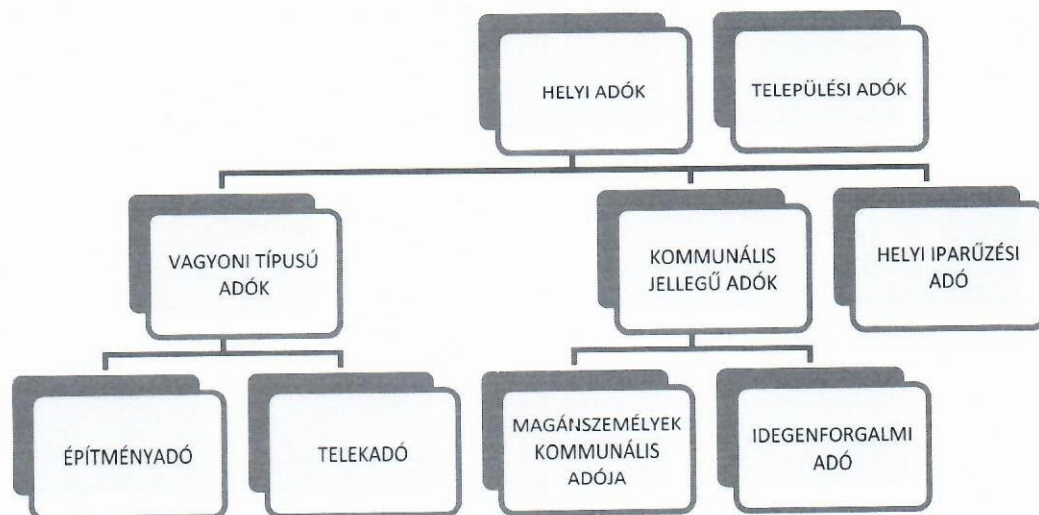 HELYI ADÓK
TELEPÜLÉSI ADÓK
VAGYONI TÍPUSÚ
ADÓK
KOMMUNÁLIS
JELLEGŰ ADÓK
HELYI IPARŰZÉSI
ADÓ
ÉPÍTMÉNYADÓ
TELEKADÓ
MAGÁNSZEMÉLYEK
KOMMUNÁLIS
ADÓJA
IDEGENFORGALMI
ADÓ